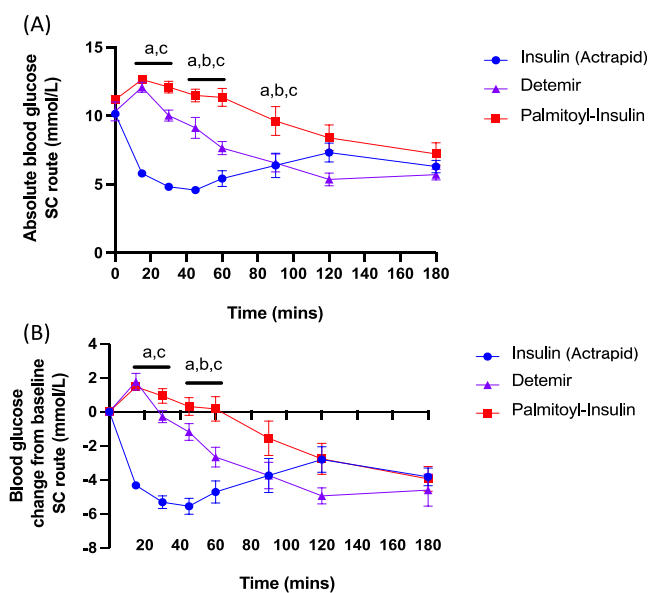 (A)
Absolute blood glucose
SC route (mmol/L)
15
10
5
0
a,c
a,b,c
a,b,c
0 20 40 60 80 100 120 140 160 180
Time (mins)
Insulin (Actrapid)
Detemir
Palmitoyl-Insulin
(B)
Blood glucose
change from baseline
SC route (mmol/L)
4
2
0
-2
-4
-6
-8
a,c
a,b,c
20 40 60 80 100 120 140 160 180
Time (mins)
Insulin (Actrapid)
Detemir
Palmitoyl-Insulin